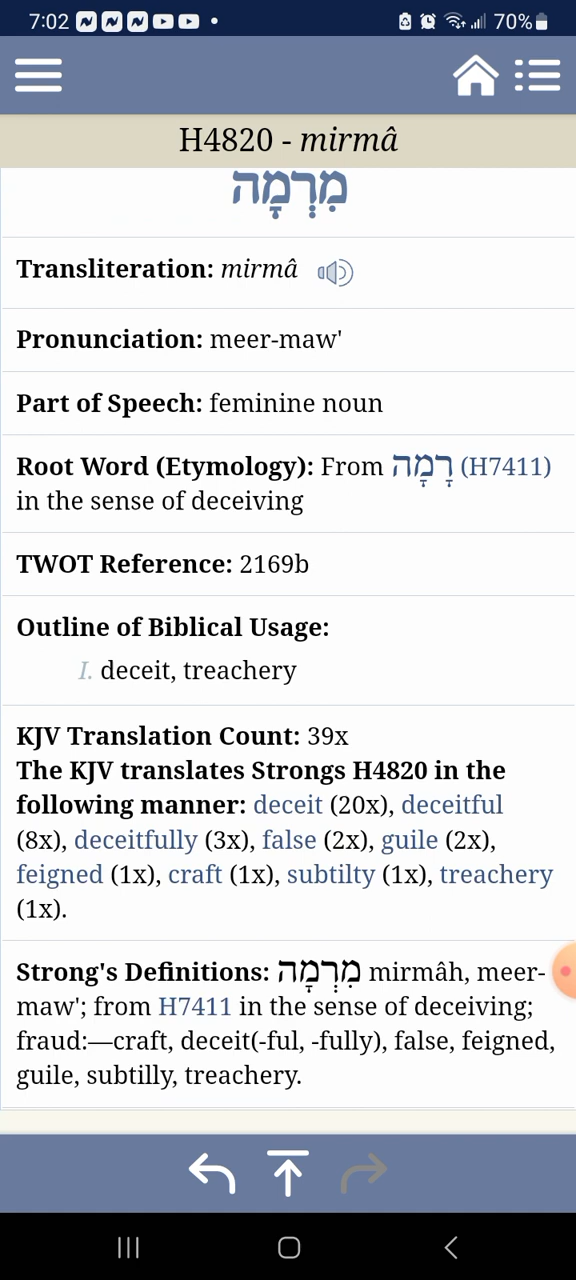 7:02 70%
H4820 - mirmâ
מִרְמָה
Transliteration: mirmâ
Pronunciation: meer-maw'
Part of Speech: feminine noun
Root Word (Etymology): From רָמָה (H7411)
in the sense of deceiving
TWOT Reference: 2169b
Outline of Biblical Usage:
I. deceit, treachery
KJV Translation Count: 39x
The KJV translates Strongs H4820 in the
following manner: deceit (20x), deceitful
(8x), deceitfully (3x), false (2x), guile (2x),
feigned (1x), craft (1x), subtilty (1x), treachery
(1x).
Strong's Definitions: מִרְמָה mirmâh, meer-
maw'; from H7411 in the sense of deceiving;
fraud:—craft, deceit(-ful, -fully), false, feigned,
guile, subtilly, treachery.